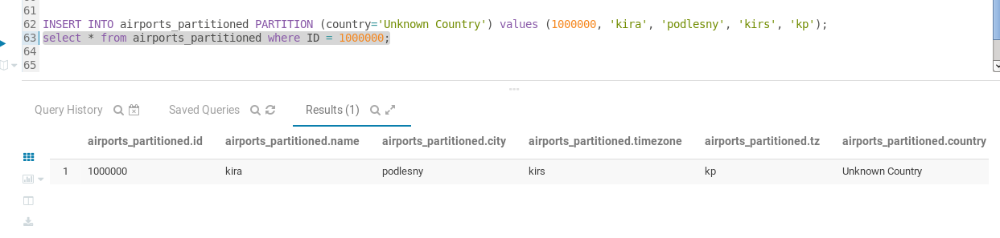 61
62 INSERT INTO airports_partitioned PARTITION (country='Unknown Country') values (1000000, 'kira', 'podlesny', 'kirs', 'kp');
63 select * from airports_partitioned where ID = 1000000;
64
65
Query History Saved Queries Results (1)
airports_partitioned.id airports_partitioned.name airports_partitioned.city airports_partitioned.timezone airports_partitioned.tz airports_partitioned.country
1 1000000 kira podlesny kirs kp Unknown Country